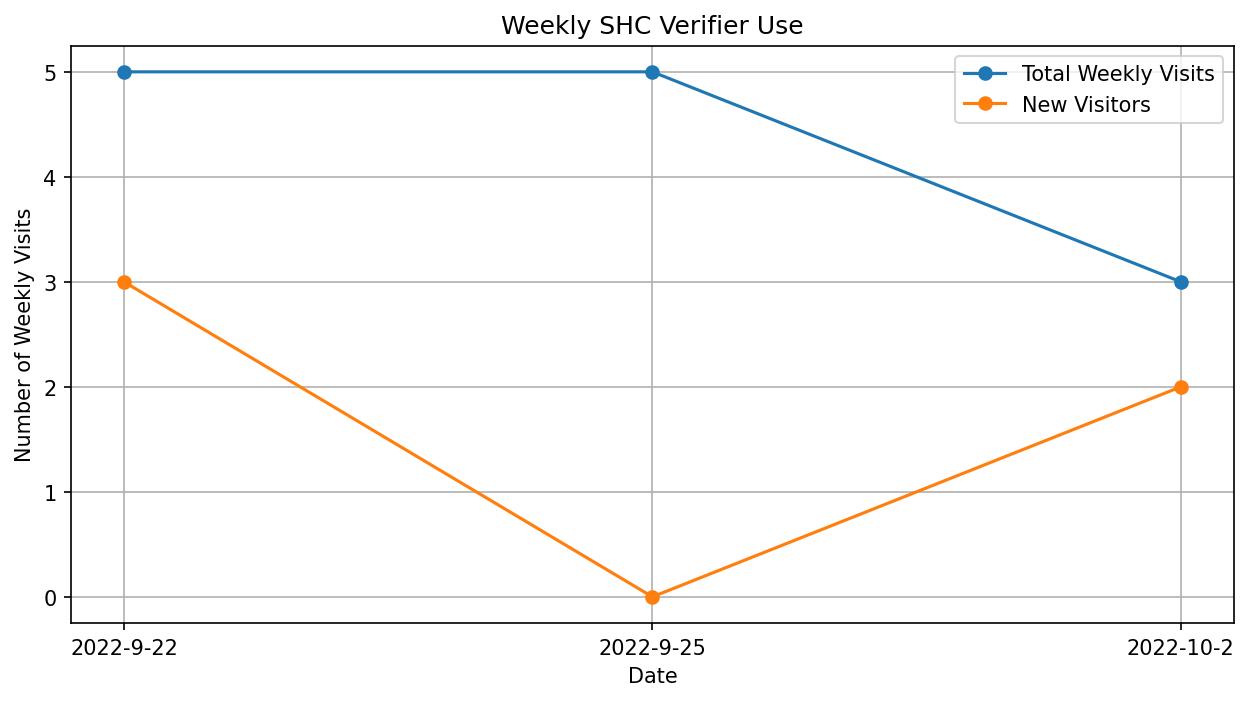 Weekly SHC Verifier Use
Total Weekly Visits
New Visitors
Number of Weekly Visits
5
4
3
2
1
0
2022-9-22 2022-9-25 2022-10-2
Date